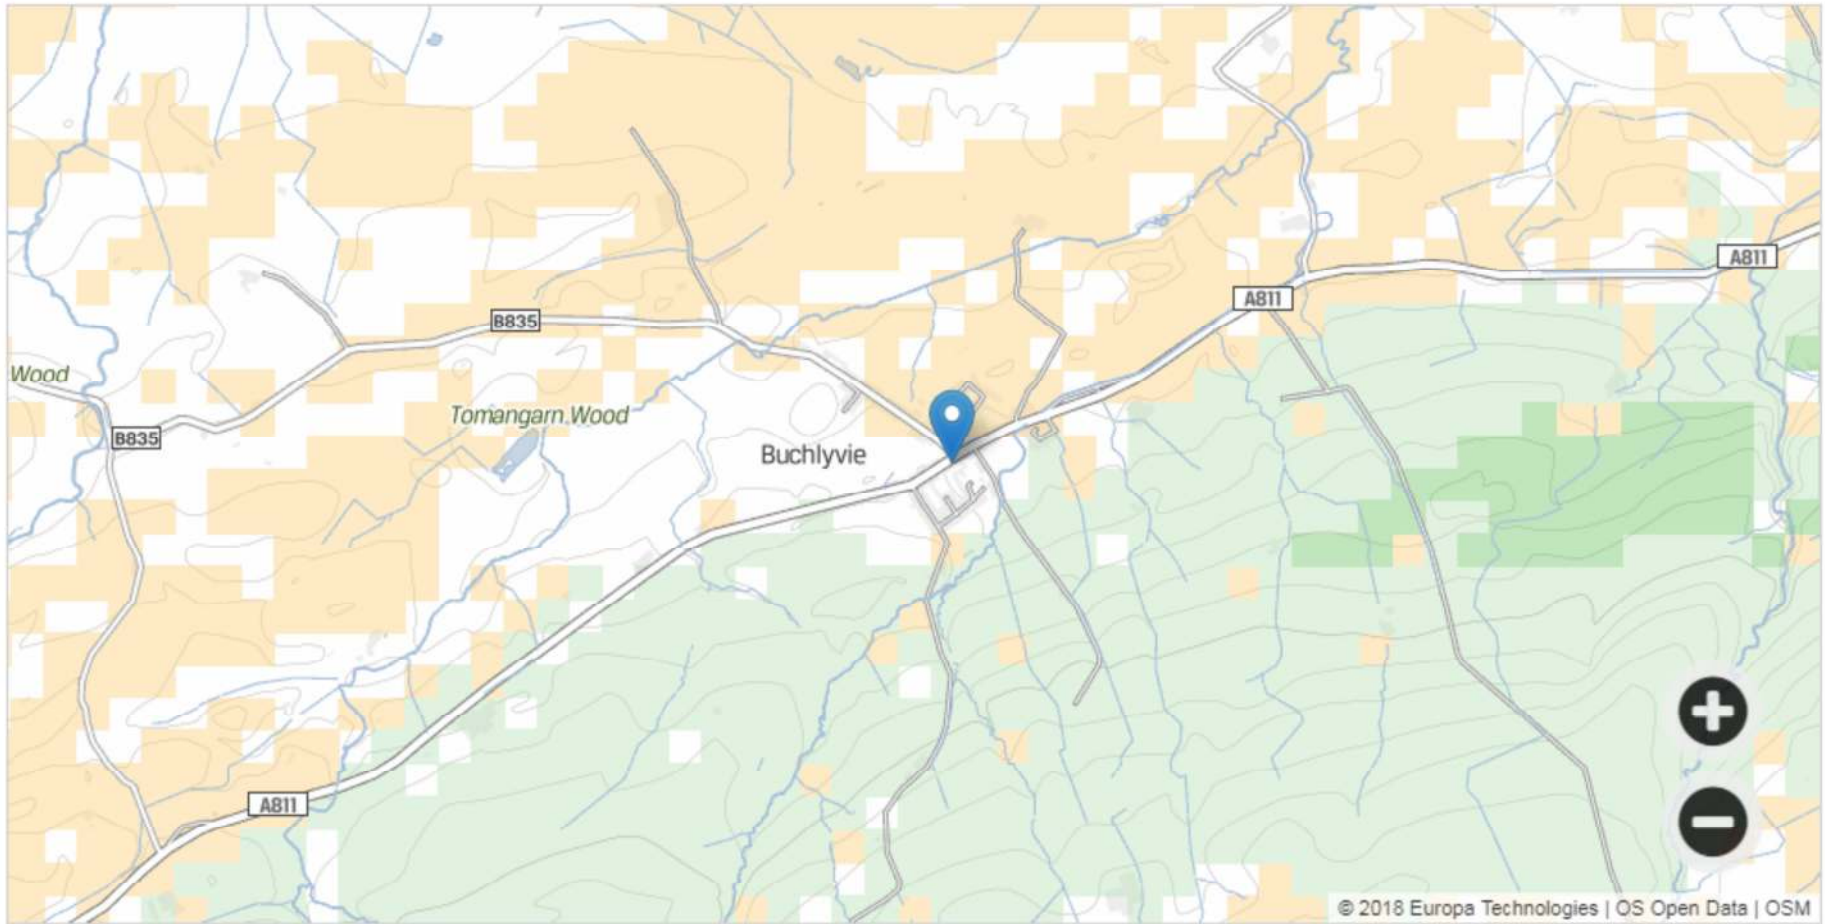 A811
A811
B835
Wood
Tomangarn Wood
B835
Buchlyvie
A811
© 2018 Europa Technologies | OS Open Data | OSM